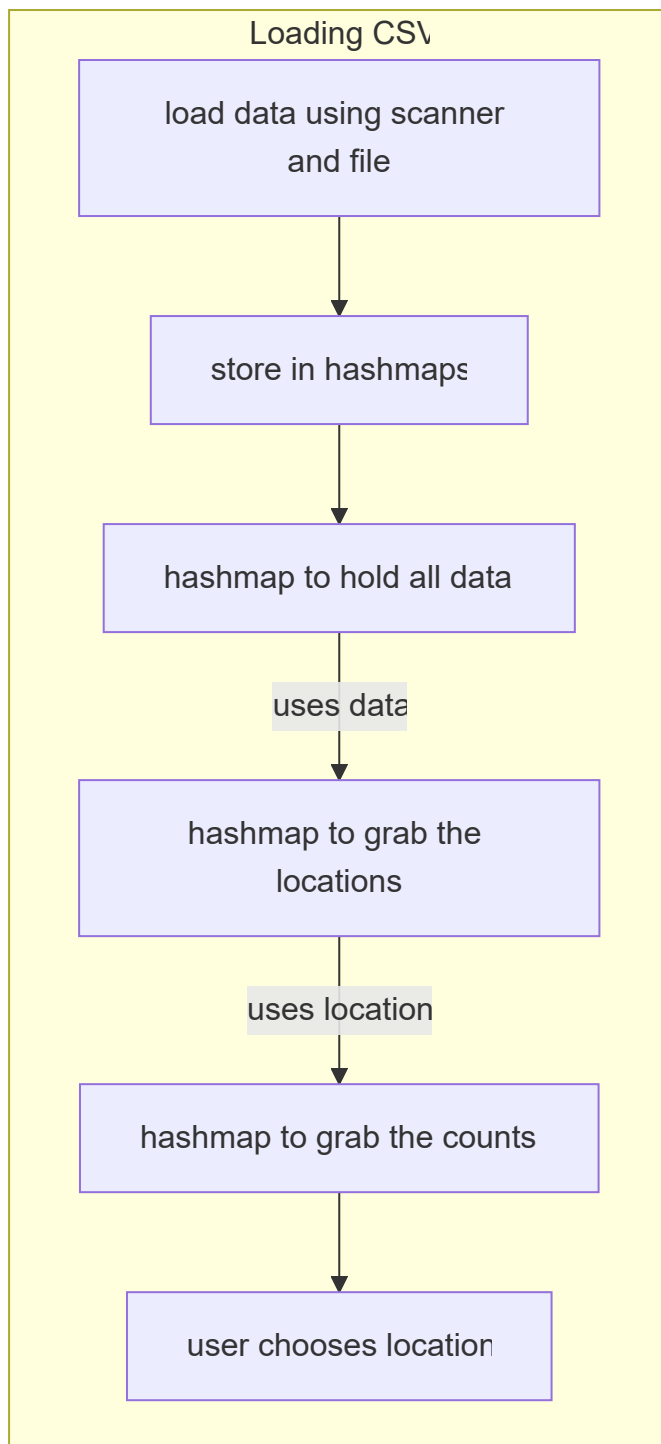 Loading CSV
load data using scanner
and file
store in hashmaps
hashmap to hold all data
uses data
hashmap to grab the
locations
uses location
hashmap to grab the counts
user chooses location